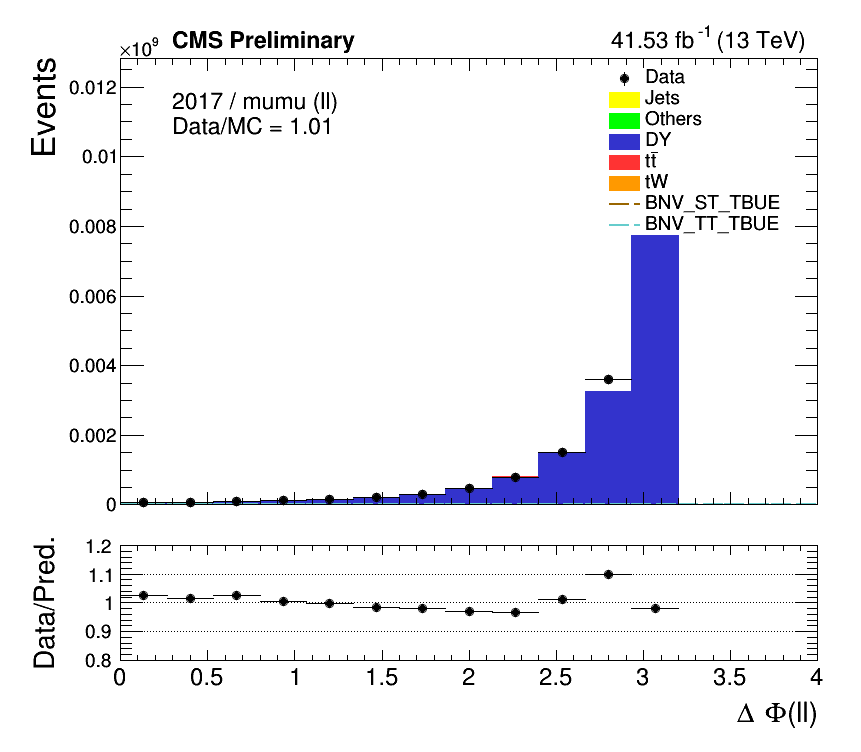 ×10⁹ CMS Preliminary 41.53 fb⁻¹ (13 TeV)
Events
2017 / mumu (ll)
Data/MC = 1.01
Data
Jets
Others
DY
tt̄
tW
BNV_ST_TBUE
BNV_TT_TBUE
0.012
0.01
0.008
0.006
0.004
0.002
0
Data/Pred.
1.2
1.1
1
0.9
0.8
0 0.5 1 1.5 2 2.5 3 3.5 4
Δ Φ(ll)